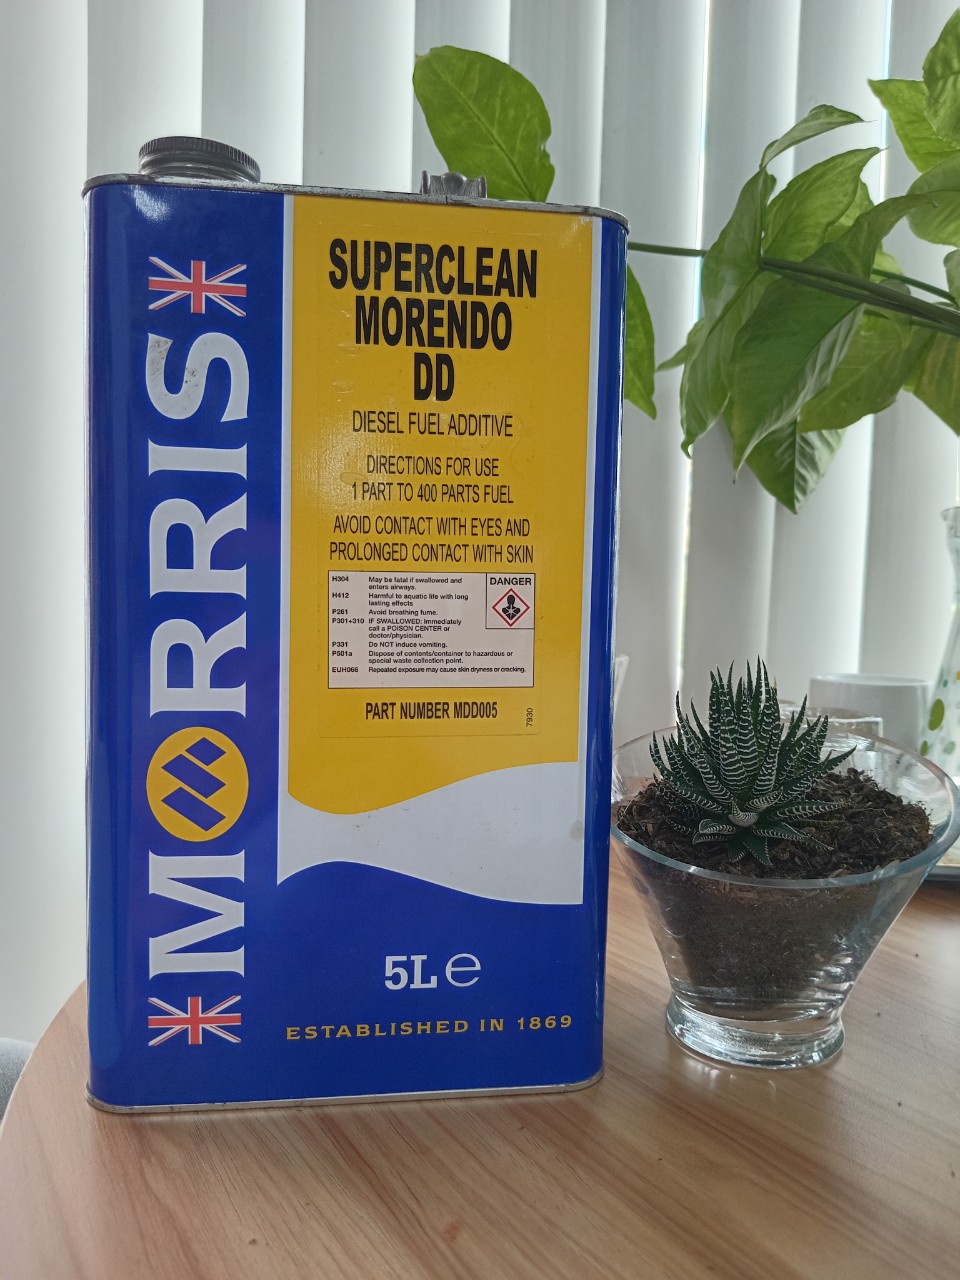 MORRIS
SUPERCLEAN
MORENDO
DD
DIESEL FUEL ADDITIVE
DIRECTIONS FOR USE
1 PART TO 400 PARTS FUEL
AVOID CONTACT WITH EYES AND
PROLONGED CONTACT WITH SKIN
DANGER
H304 May be fatal if swallowed and
enters airways.
H412 Harmful to aquatic life with long
lasting effects
P261 Avoid breathing fume.
P301+310 IF SWALLOWED: Immediately
call a POISON CENTER or
doctor/physician.
P331 Do NOT induce vomiting.
P501a Dispose of contents/container to hazardous or
special waste collection point.
EUH066 Repeated exposure may cause skin dryness or cracking.
PART NUMBER MDD005
7930
5L e
ESTABLISHED IN 1869